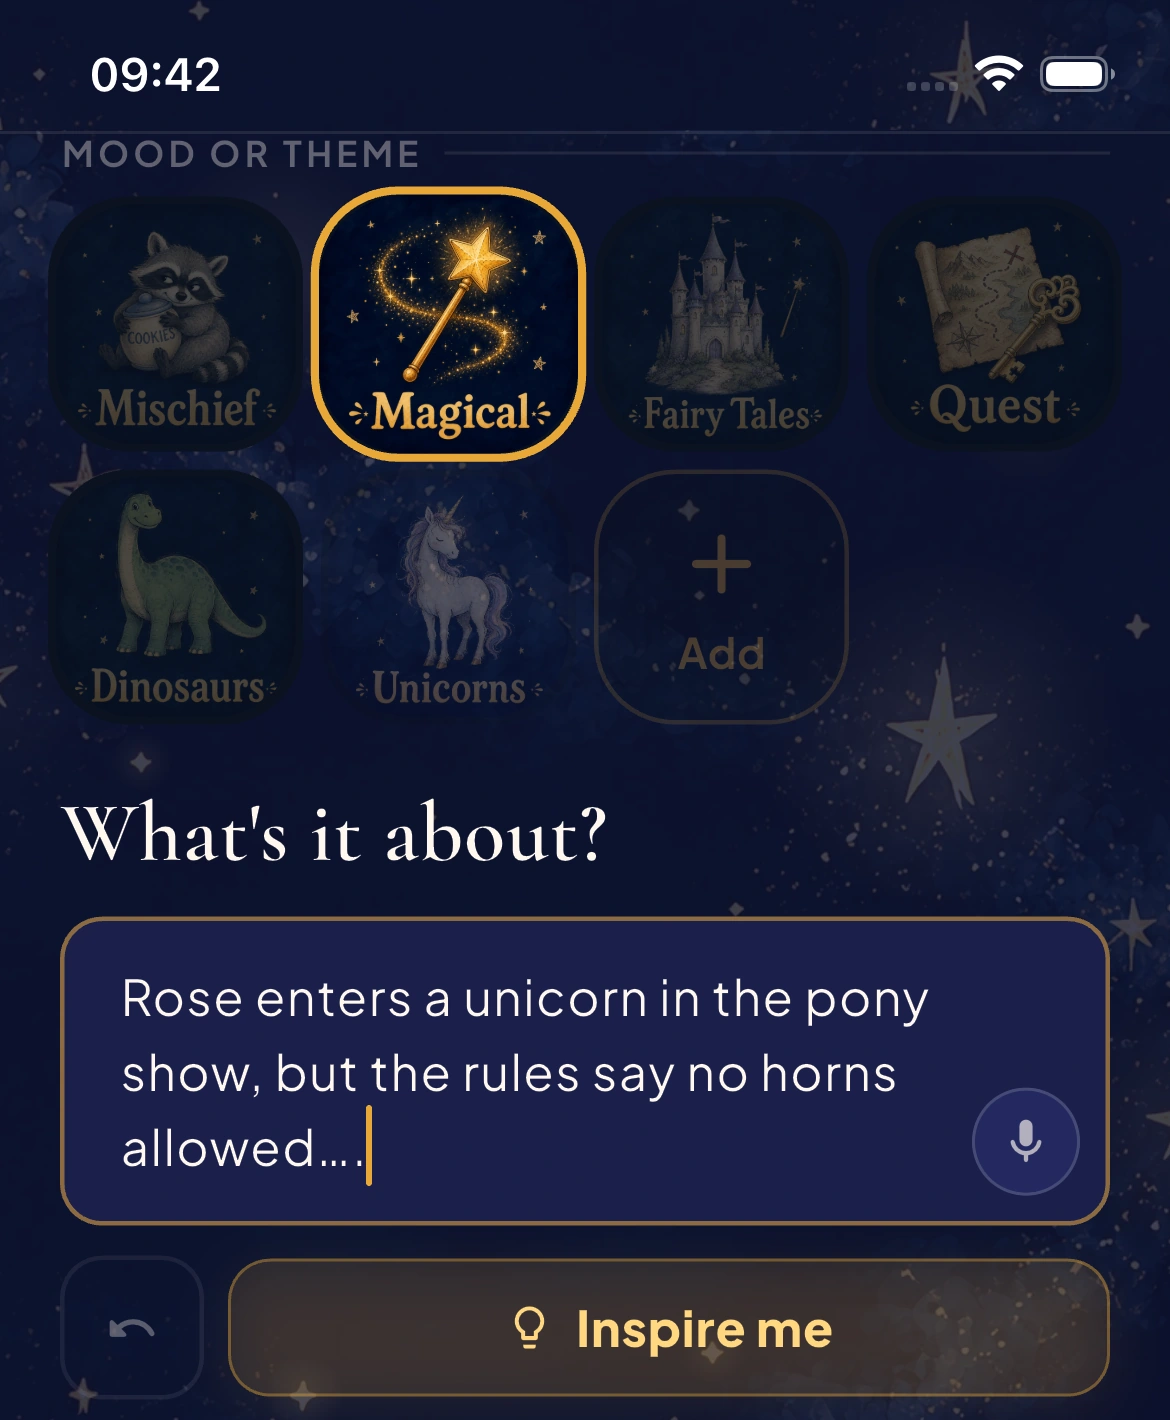 09:42
MOOD OR THEME
COOKIES
Mischief
Magical
Fairy Tales
Quest
Dinosaurs
Unicorns
Add
What's it about?
Rose enters a unicorn in the pony
show, but the rules say no horns
allowed….
Inspire me